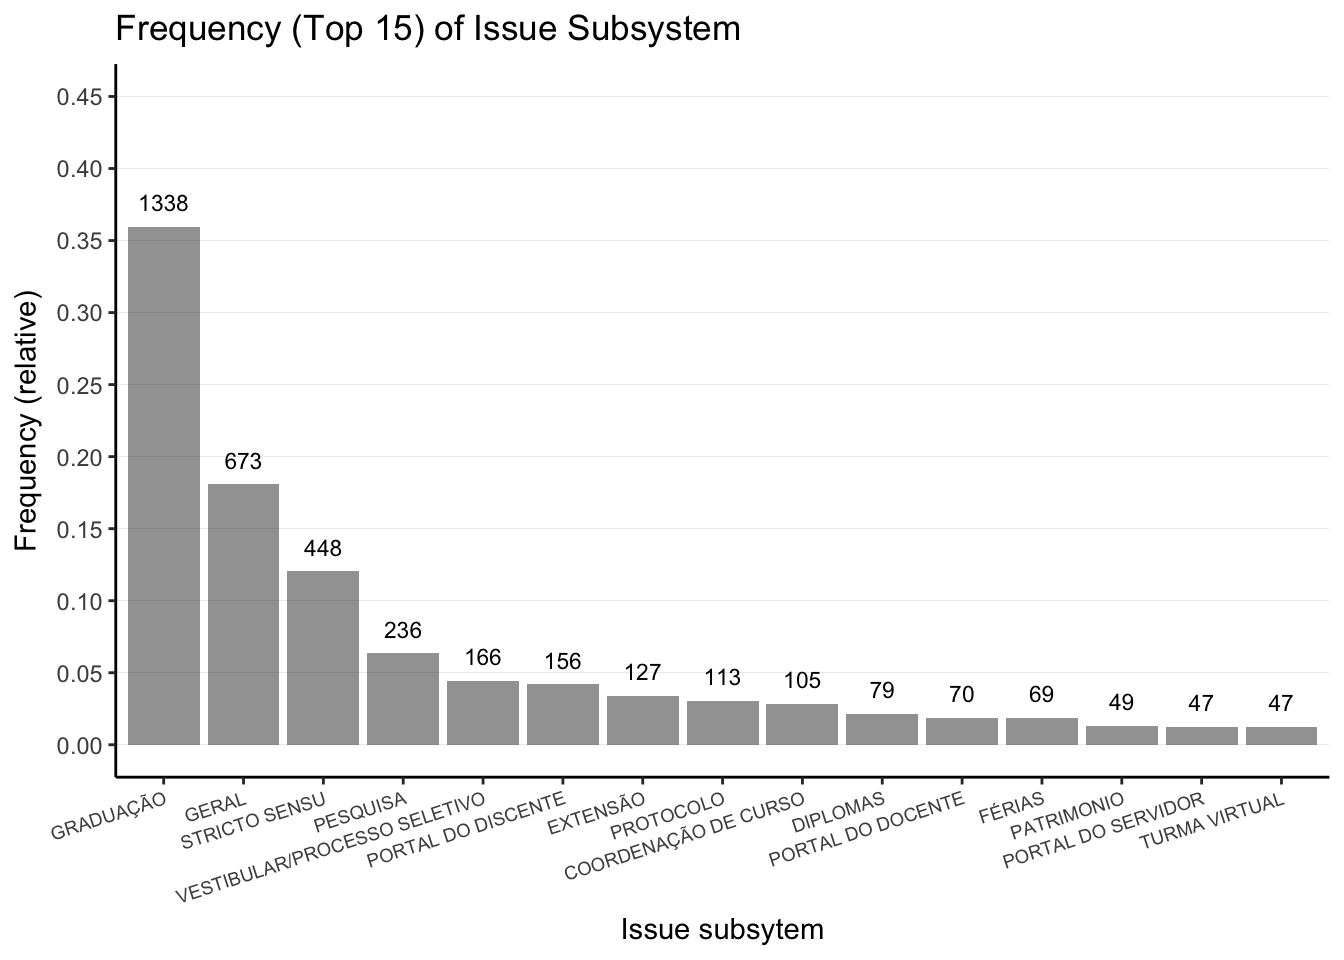 Frequency (Top 15) of Issue Subsystem
Frequency (relative)
0.45
0.40
0.35
0.30
0.25
0.20
0.15
0.10
0.05
0.00
1338
673
448
236
166
156
127
113
105
79
70
69
49
47
47
GRADUAÇÃO
GERAL
STRICTO SENSU
PESQUISA
VESTIBULAR/PROCESSO SELETIVO
PORTAL DO DISCENTE
EXTENSÃO
PROTOCOLO
COORDENAÇÃO DE CURSO
DIPLOMAS
PORTAL DO DOCENTE
FÉRIAS
PATRIMONIO
PORTAL DO SERVIDOR
TURMA VIRTUAL
Issue subsytem